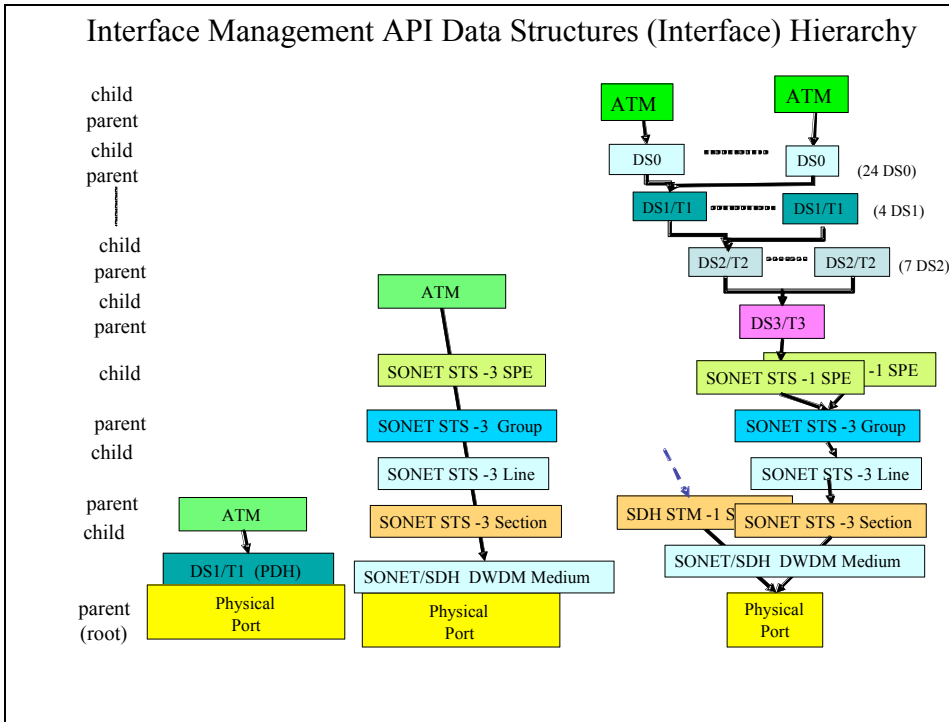 Interface Management API Data Structures (Interface) Hierarchy
child
parent
child
parent
child
parent
child
parent
child
parent
child
parent
child
parent
(root)
ATM
DS1/T1 (PDH)
Physical
Port
ATM
SONET STS -3 SPE
SONET STS -3 Group
SONET STS -3 Line
SONET STS -3 Section
SONET/SDH DWDM Medium
Physical
Port
ATM
ATM
DS0
DS0
(24 DS0)
DS1/T1
DS1/T1
(4 DS1)
DS2/T2
DS2/T2
(7 DS2)
DS3/T3
SONET STS -1 SPE
-1 SPE
SONET STS -3 Group
SONET STS -3 Line
SDH STM -1 S
SONET STS -3 Section
SONET/SDH DWDM Medium
Physical
Port